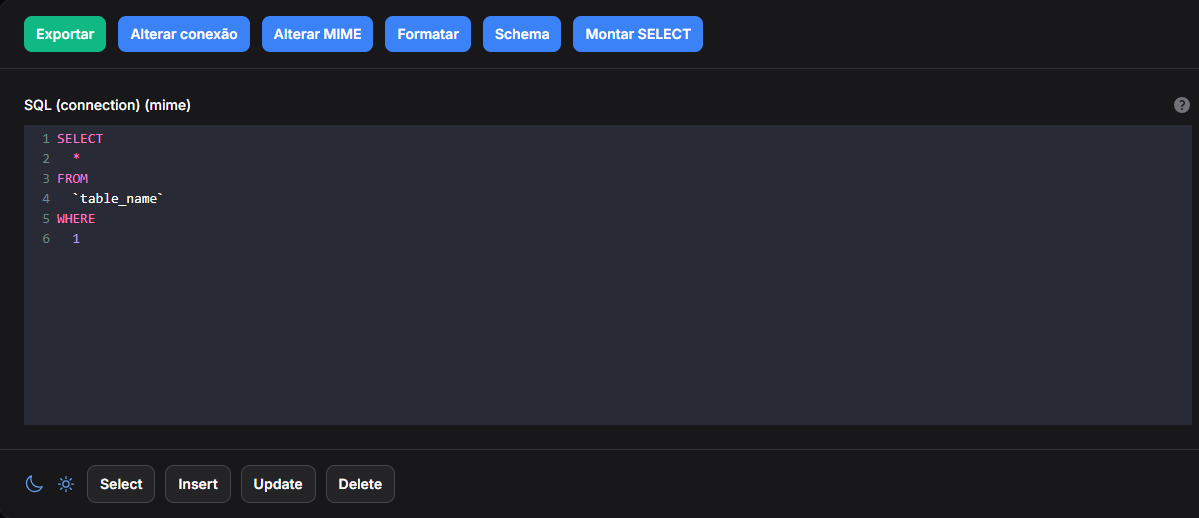 Exportar Alterar conexão Alterar MIME Formatar Schema Montar SELECT
SQL (connection) (mime) ?
1 SELECT
2   *
3 FROM
4   `table_name`
5 WHERE
6   1
Select Insert Update Delete